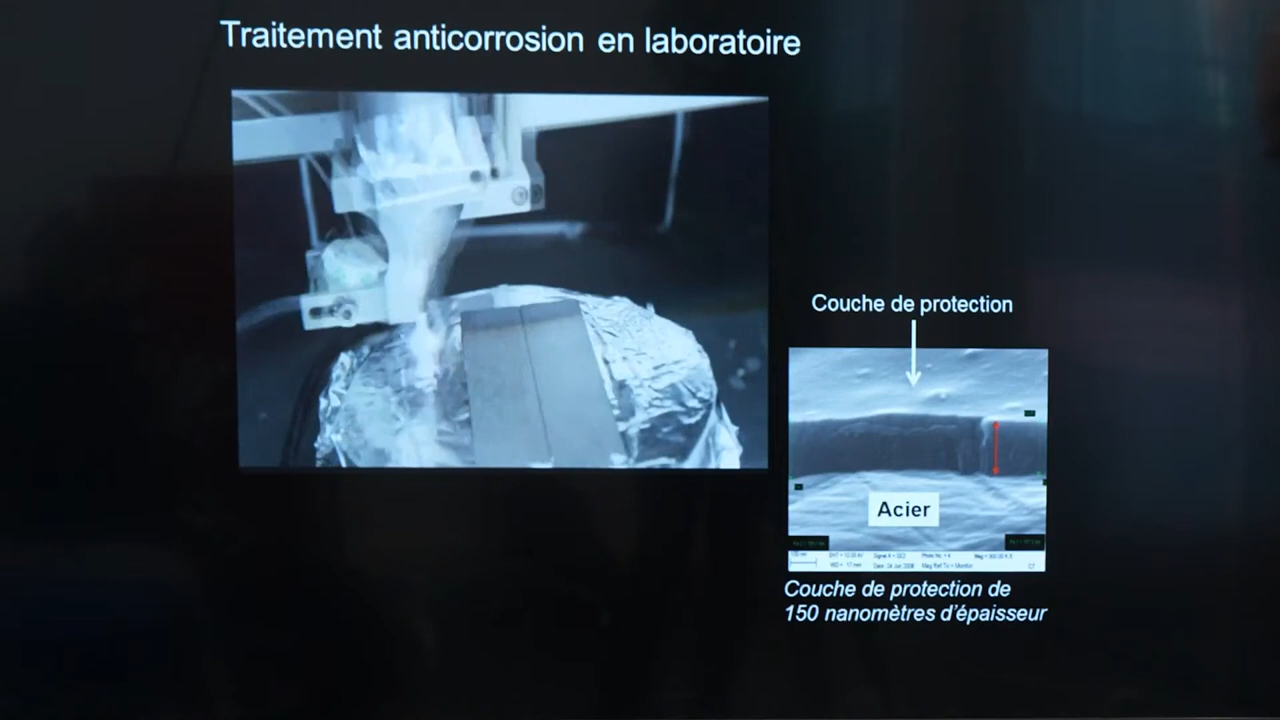 Traitement anticorrosion en laboratoire
Couche de protection
Acier
Couche de protection de
150 nanomètres d'épaisseur